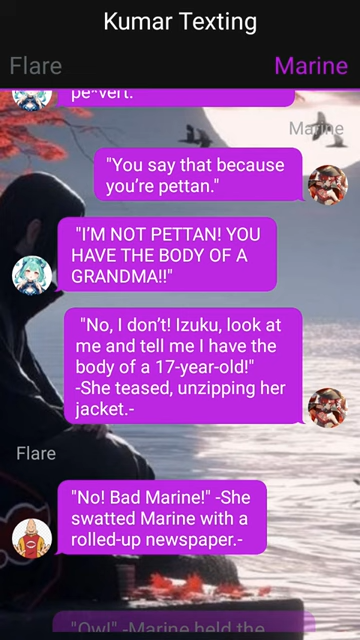 Kumar Texting
Flare
Marine
pe*vert.
Marine
"You say that because
you're pettan."
"I'M NOT PETTAN! YOU
HAVE THE BODY OF A
GRANDMA!!"
"No, I don't! Izuku, look at
me and tell me I have the
body of a 17-year-old!"
-She teased, unzipping her
jacket.-
Flare
"No! Bad Marine!" -She
swatted Marine with a
rolled-up newspaper.-
"Ow!" -Marine held the